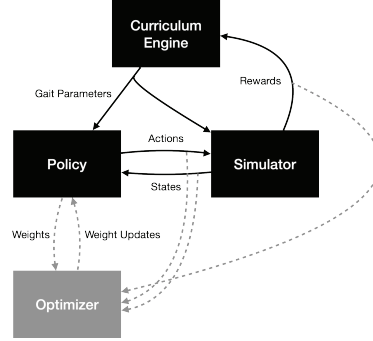 Curriculum
Engine
Rewards
Gait Parameters
Actions
Policy
Simulator
States
Weights
Weight Updates
Optimizer